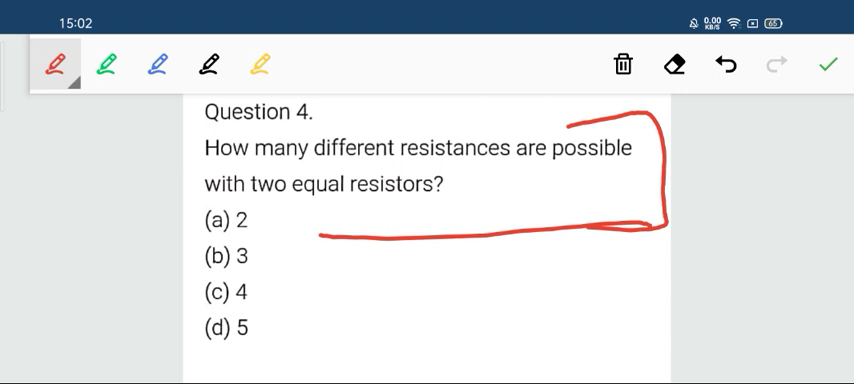 15:02
0.00
KB/S
65
Question 4.
How many different resistances are possible
with two equal resistors?
(a) 2
(b) 3
(c) 4
(d) 5